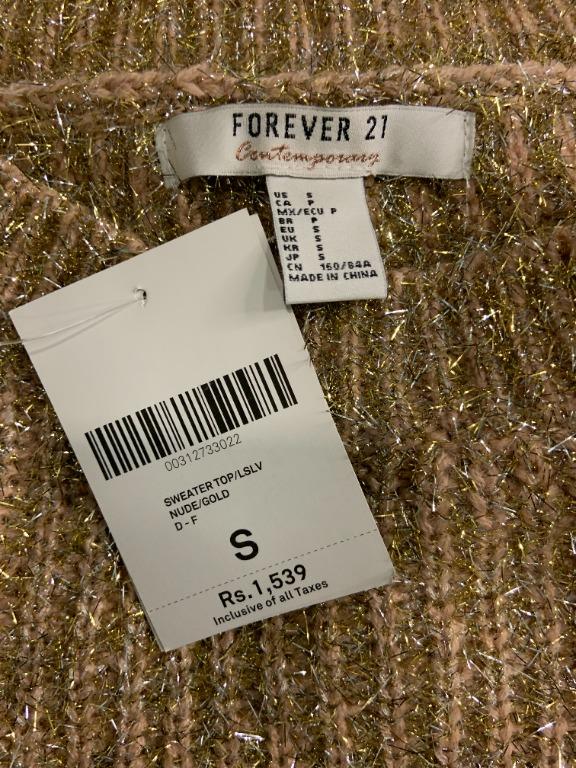 FOREVER 21
Contemporary
US S
CA P
MX/ECU P
BR P
EU S
UK S
KR S
JP S
CN 160/84A
MADE IN CHINA
00312733022
SWEATER TOP/LSLV
NUDE/GOLD
D - F
S
Rs.1,539
Inclusive of all Taxes